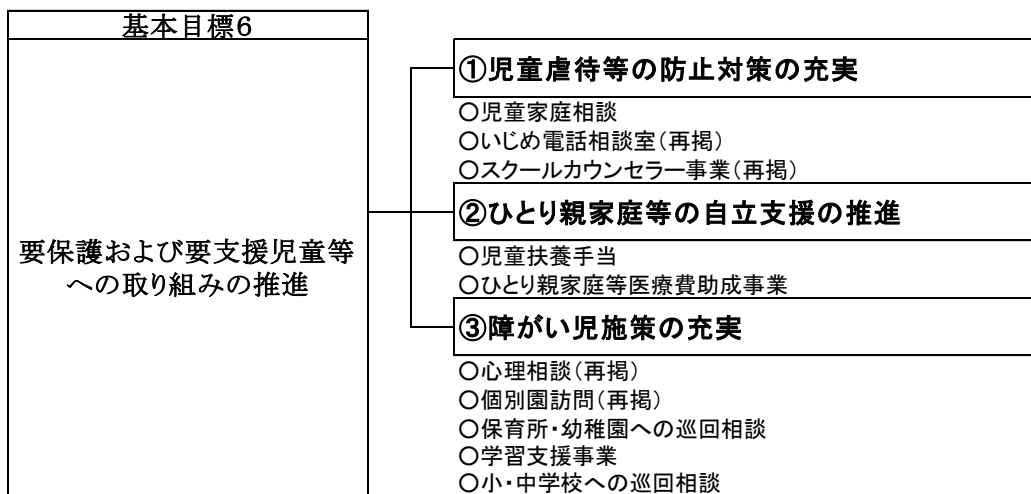 基本目標6
要保護および要支援児童等
への取り組みの推進
①児童虐待等の防止対策の充実
○児童家庭相談
○いじめ電話相談室(再掲)
○スクールカウンセラー事業(再掲)
②ひとり親家庭等の自立支援の推進
○児童扶養手当
○ひとり親家庭等医療費助成事業
③障がい児施策の充実
○心理相談(再掲)
○個別園訪問(再掲)
○保育所・幼稚園への巡回相談
○学習支援事業
○小・中学校への巡回相談